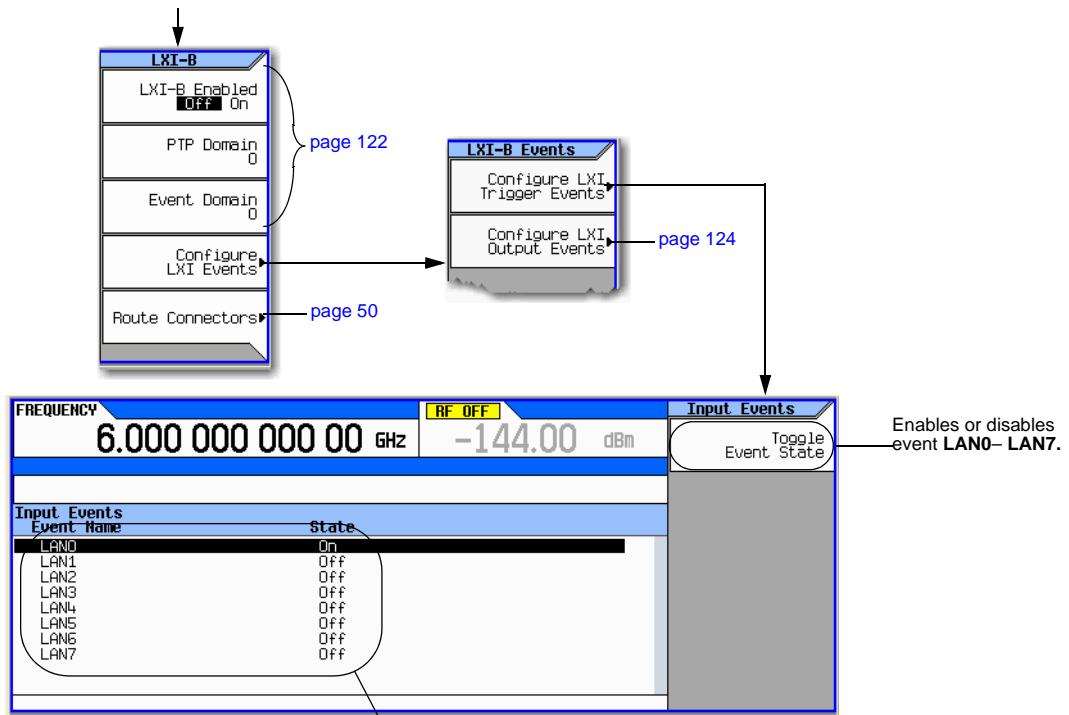 LXI-B
LXI-B Enabled
Off On
PTP Domain
0
Event Domain
0
Configure
LXI Events
Route Connectors
page 122
page 50
LXI-B Events
Configure LXI
Trigger Events
Configure LXI
Output Events
page 124
FREQUENCY
6.000 000 000 00 GHz
RF OFF
-144.00 dBm
Input Events
Toggle
Event State
Enables or disables
event LAN0– LAN7.
Input Events
Event Name State
LAN0 On
LAN1 Off
LAN2 Off
LAN3 Off
LAN4 Off
LAN5 Off
LAN6 Off
LAN7 Off